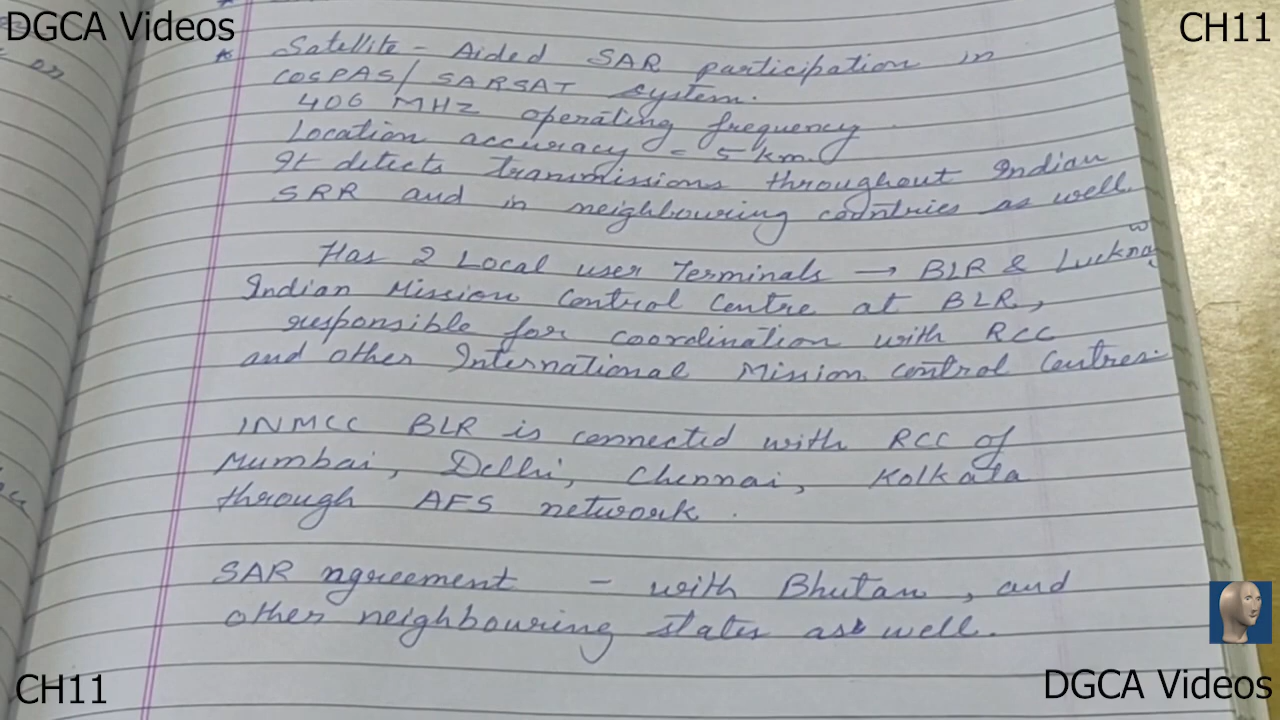 DGCA Videos
CH11
* Satellite - Aided SAR participation in
COSPAS/SARSAT system.
406 MHZ operating frequency
Location accuracy = 5 km.
It detects transmissions throughout Indian
SRR and in neighbouring countries as well.
Has 2 Local user Terminals → BLR & Lucknow
Indian Mission Control Centre at BLR,
responsible for coordination with RCC
and other International Mission control Centres.
INMCC BLR is connected with RCC of
Mumbai, Delhi, Chennai, Kolkata
through AFS network.
SAR agreement - with Bhutan, and
other neighbouring states as well.
CH11
DGCA Videos